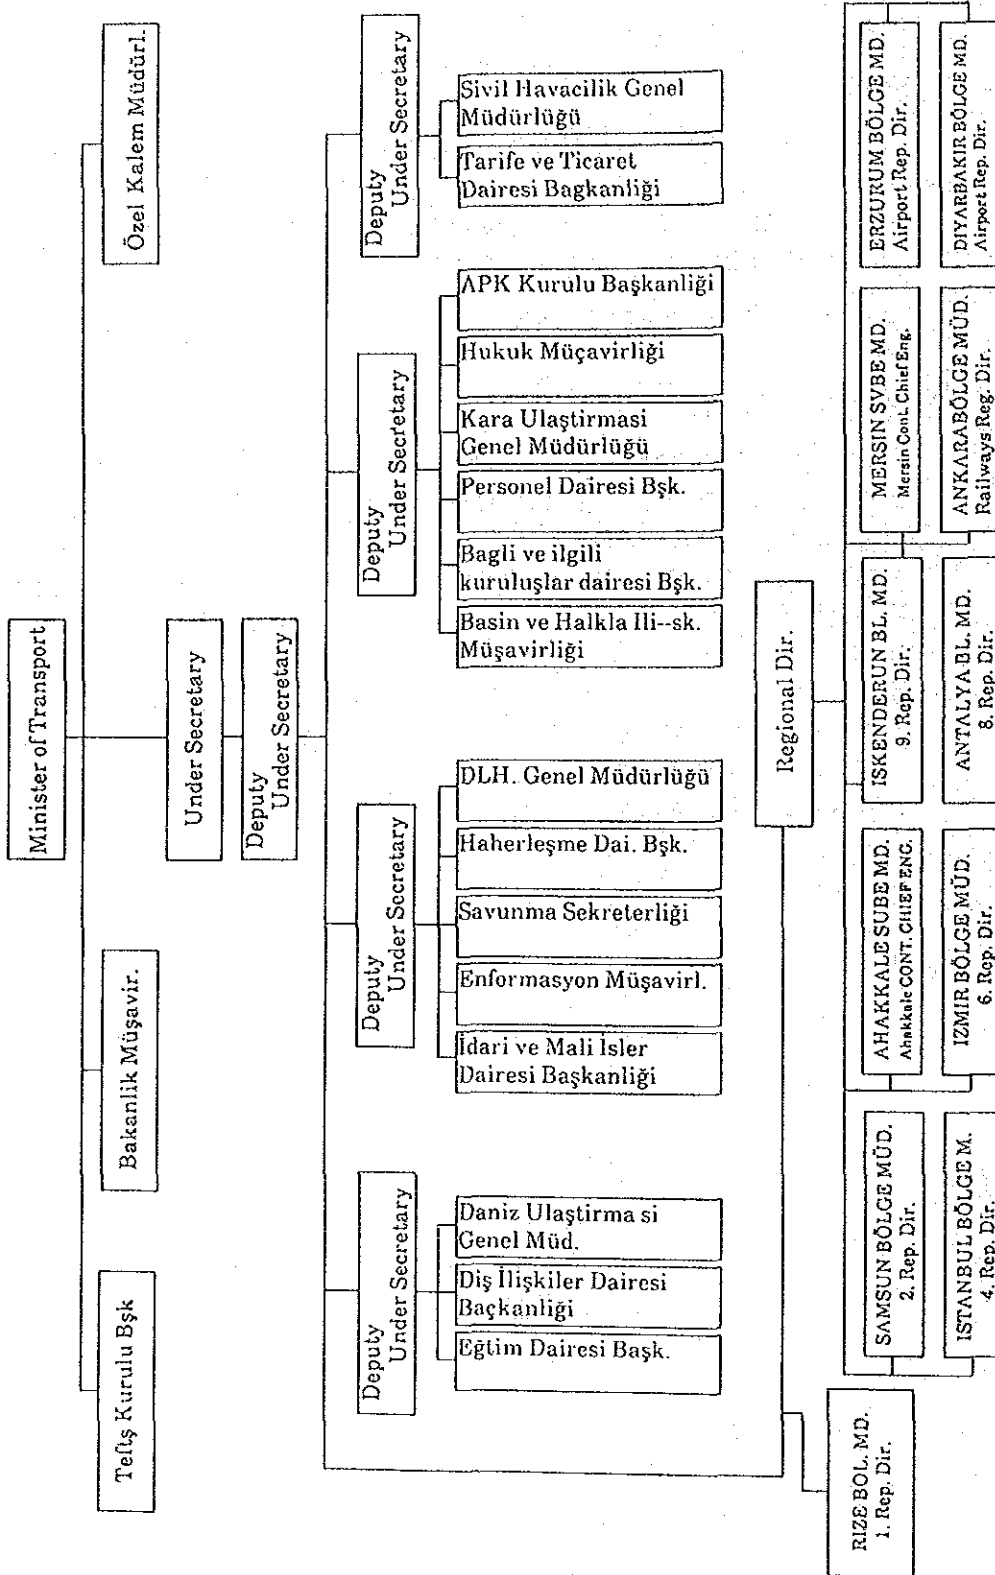 Minister of Transport
Teftş Kurulu Bşk
Bakanlik Müşavir.
Özel Kalem Müdürl.
Under Secretary
Deputy
Under Secretary
Deputy
Under Secretary
Daniz Ulaştirma si
Genel Müd.
Diş İlişkiler Dairesi
Baçkanliği
Eğtim Dairesi Başk.
Deputy
Under Secretary
DLH. Genel Müdürlüğü
Haherleşme Dai. Bşk.
Savunma Sekreterliği
Enformasyon Müşavirl.
İdari ve Mali Isler
Dairesi Başkanliği
Deputy
Under Secretary
APK Kurulu Başkanliği
Hukuk Müçavirliği
Kara Ulaştirmasi
Genel Müdürlüğü
Personel Dairesi Bşk.
Bagli ve ilgili
kuruluşlar dairesi Bşk.
Basin ve Halkla Ili--sk.
Müşavirliği
Deputy
Under Secretary
Sivil Havacilik Genel
Müdürlüğü
Tarife ve Ticaret
Dairesi Bagkanliği
Regional Dir.
RIZE BOL. MD.
1. Rep. Dir.
SAMSUN BÖLGE MÜD.
2. Rep. Dir.
AHAKKALE SUBE MD.
Ahakkale CONT. CHIEF ENG.
ISKENDERUN BL. MD.
9. Rep. Dir.
MERSIN SVBE MD.
Mersin Cont. Chief Eng.
ERZURUM BÖLGE MD.
Airport Rep. Dir.
ISTANBUL BÖLGE M.
4. Rep. Dir.
IZMIR BÖLGE MÜD.
6. Rep. Dir.
ANTALYA BL. MD.
8. Rep. Dir.
ANKARA BÖLGE MÜD.
Railways Reg. Dir.
DIYARBAKIR BÖLGE MD.
Airport Rep. Dir.